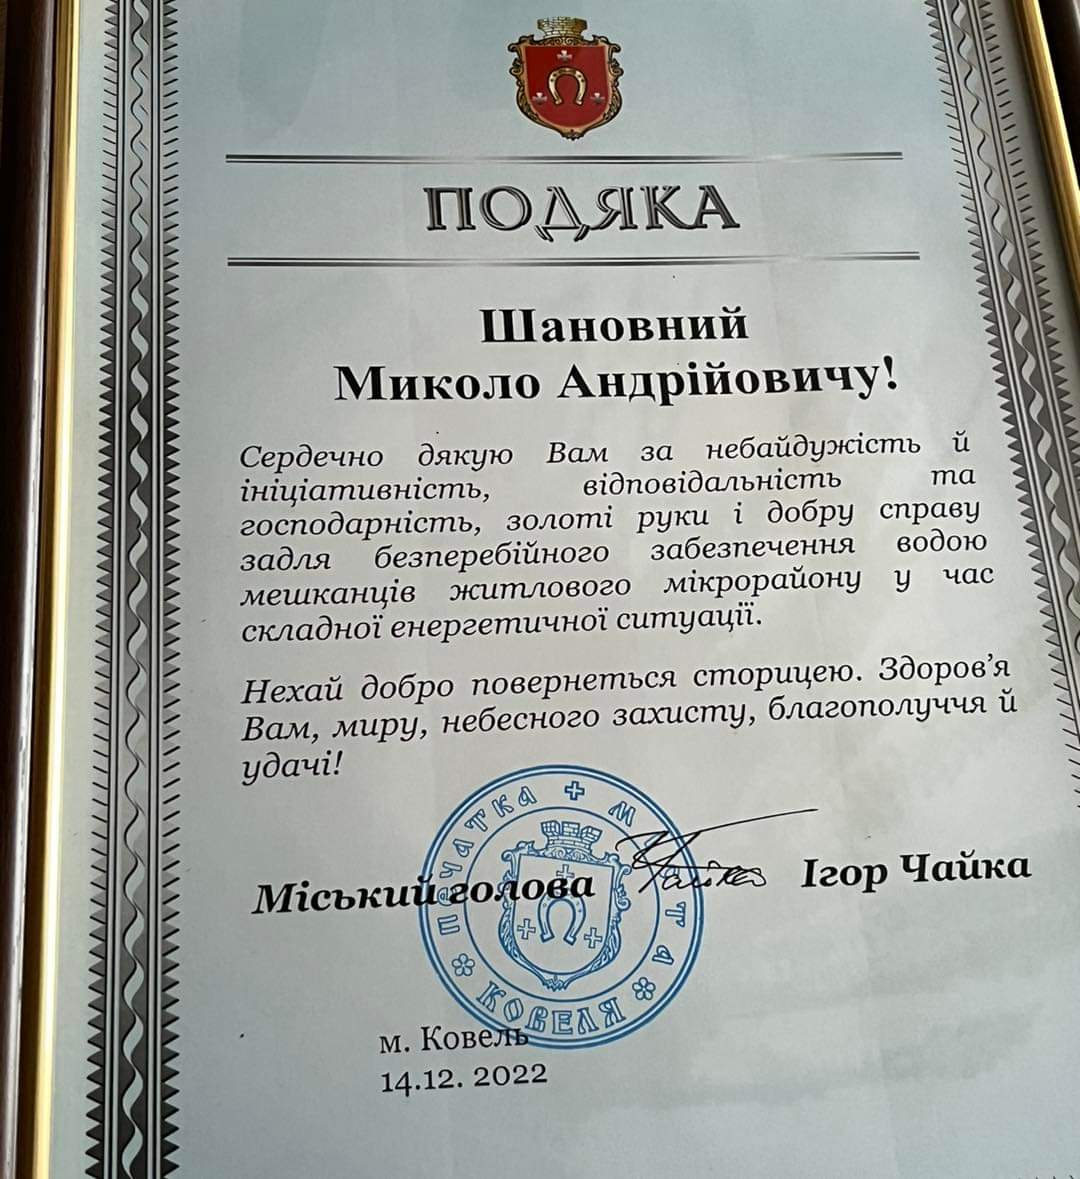 ПОДЯКА
Шановний
Миколо Андрійовичу!
Сердечно дякую Вам за небайдужість й
ініціативність, відповідальність та
господарність, золоті руки і добру справу
задля безперебійного забезпечення водою
мешканців житлового мікрорайону у час
складної енергетичної ситуації.
Нехай добро повернеться сторицею. Здоров’я
Вам, миру, небесного захисту, благополуччя й
удачі!
Міський голова Ігор Чайка
печатка міста
Ковеля
м. Ковель
14.12. 2022